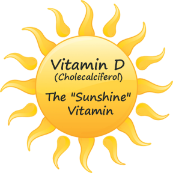 Vitamin D
(Cholecalciferol)
The "Sunshine"
Vitamin